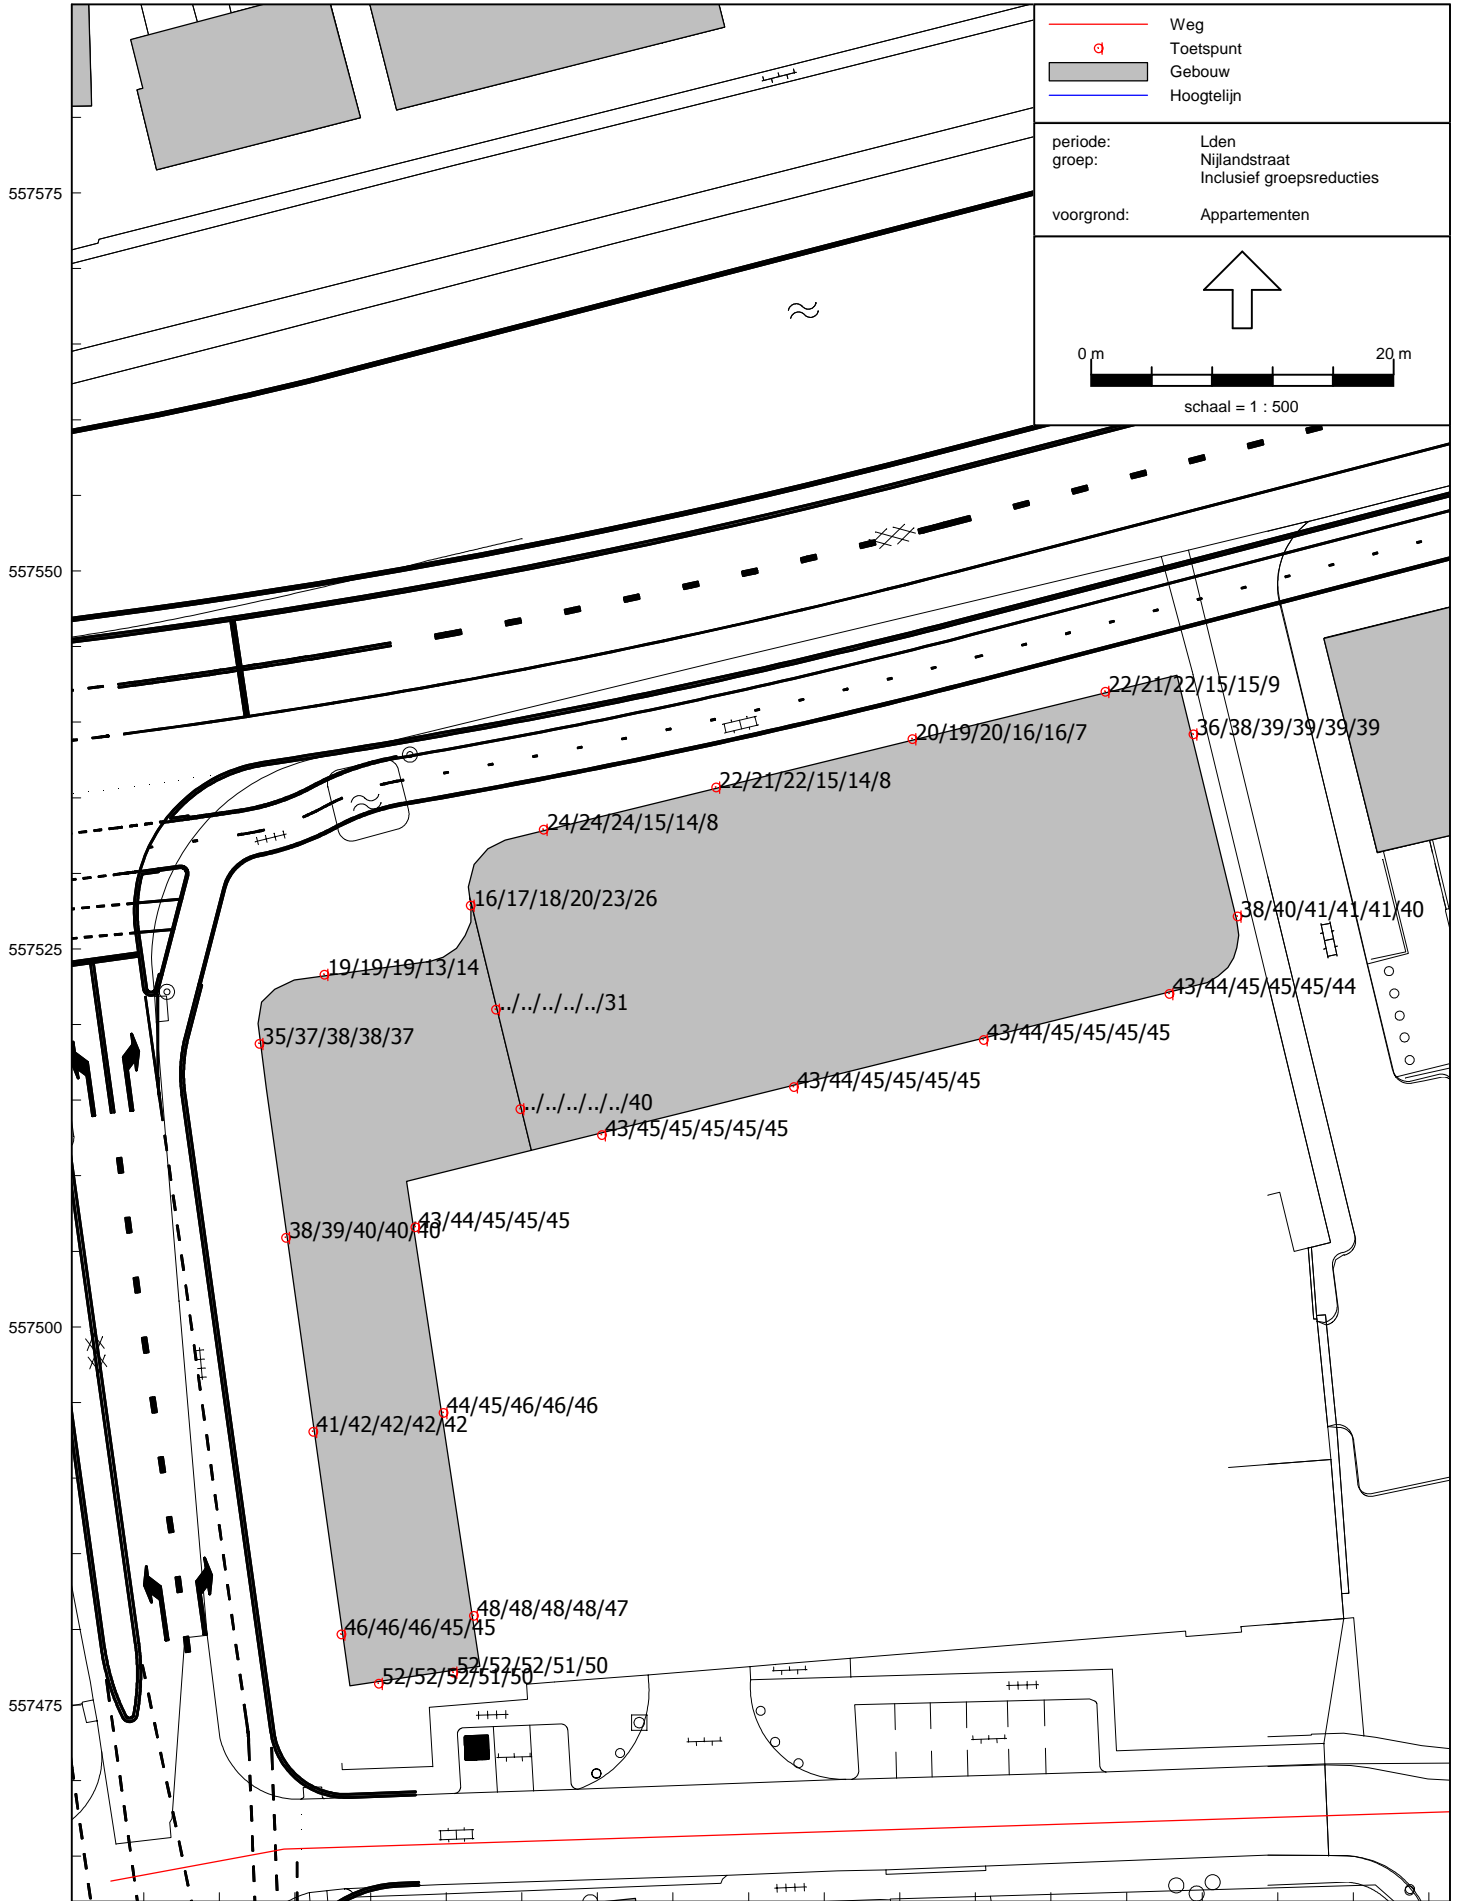 Weg
Toetspunt
Gebouw
Hoogtelijn
periode: Lden
groep: Nijlandstraat
Inclusief groepsreducties
voorgrond: Appartementen
0 m 20 m
schaal = 1 : 500
557575
557550
22/21/22/15/15/9
36/38/39/39/39/39
20/19/20/16/16/7
22/21/22/15/14/8
24/24/24/15/14/8
16/17/18/20/23/26
38/40/41/41/41/40
557525
19/19/19/13/14
43/44/45/45/45/44
../../../../../31
35/37/38/38/37
43/44/45/45/45/45
43/44/45/45/45/45
../../../../../40
43/45/45/45/45/45
43/44/45/45/45
38/39/40/40/40
557500
44/45/46/46/46
41/42/42/42/42
48/48/48/48/47
46/46/46/45/45
52/52/52/51/50
52/52/52/51/50
557475